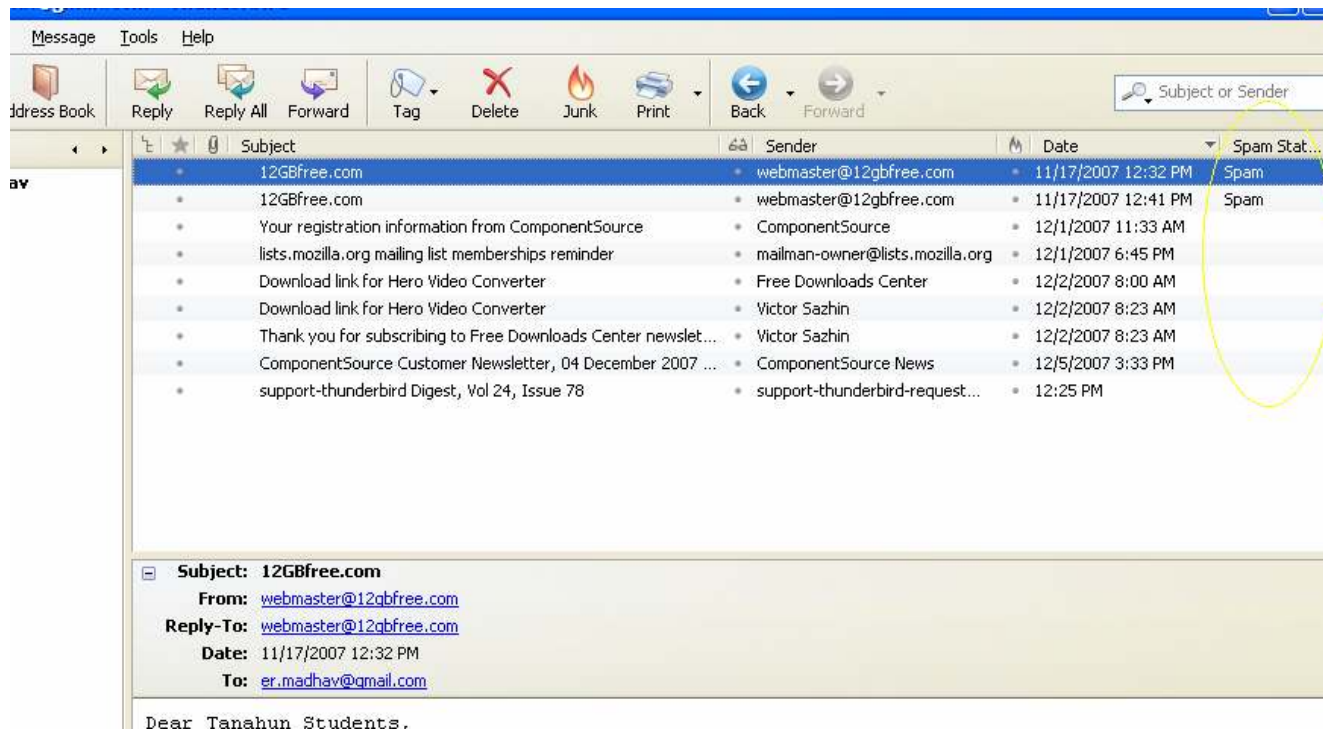 Message Tools Help
Address Book Reply Reply All Forward Tag Delete Junk Print Back Forward Subject or Sender
Subject Sender Date Spam Stat...
12GBfree.com webmaster@12gbfree.com 11/17/2007 12:32 PM Spam
12GBfree.com webmaster@12gbfree.com 11/17/2007 12:41 PM Spam
Your registration information from ComponentSource ComponentSource 12/1/2007 11:33 AM
lists.mozilla.org mailing list memberships reminder mailman-owner@lists.mozilla.org 12/1/2007 6:45 PM
Download link for Hero Video Converter Free Downloads Center 12/2/2007 8:00 AM
Download link for Hero Video Converter Victor Sazhin 12/2/2007 8:23 AM
Thank you for subscribing to Free Downloads Center newslet... Victor Sazhin 12/2/2007 8:23 AM
ComponentSource Customer Newsletter, 04 December 2007 ... ComponentSource News 12/5/2007 3:33 PM
support-thunderbird Digest, Vol 24, Issue 78 support-thunderbird-request... 12:25 PM
Subject: 12GBfree.com
From: webmaster@12gbfree.com
Reply-To: webmaster@12gbfree.com
Date: 11/17/2007 12:32 PM
To: er.madhav@gmail.com
Dear Tanahun Students,